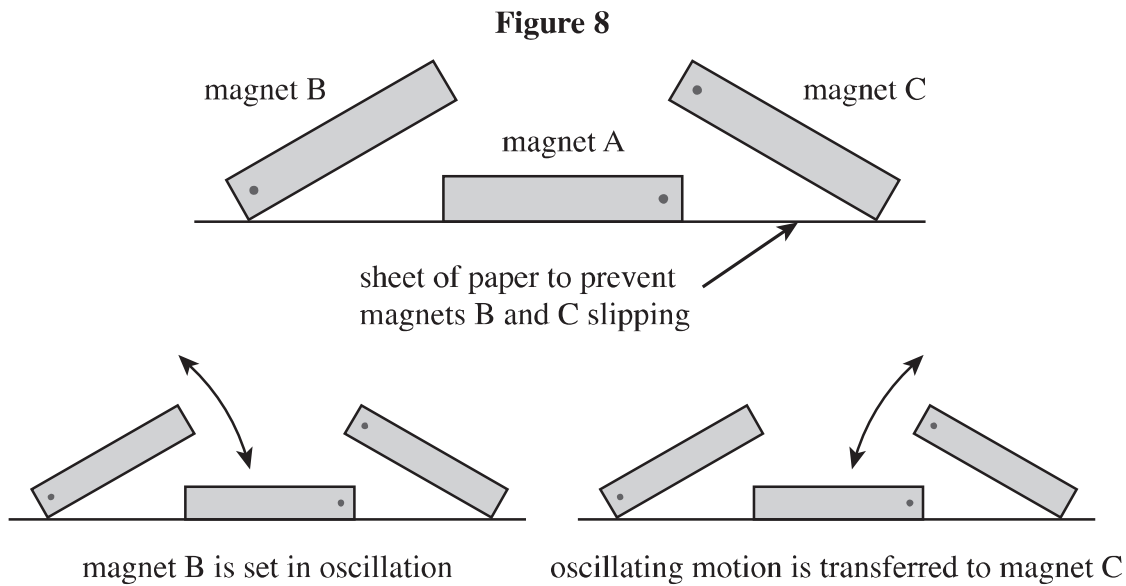 Figure 8
magnet B
magnet C
magnet A
sheet of paper to prevent
magnets B and C slipping
magnet B is set in oscillation
oscillating motion is transferred to magnet C